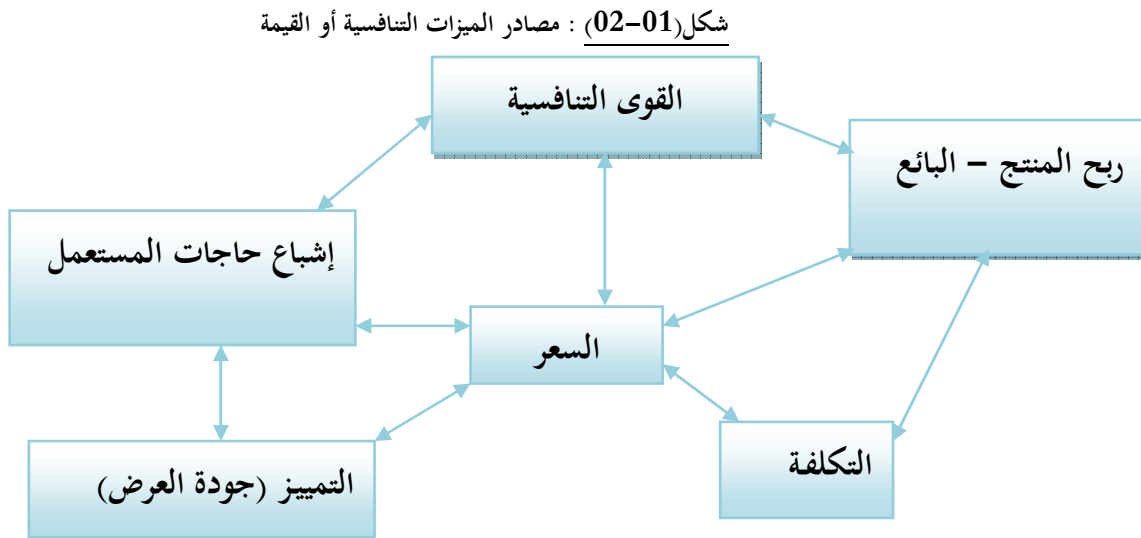 شكل(01–02) : مصادر الميزات التنافسية أو القيمة
القوى التنافسية
ربح المنتج – البائع
إشباع حاجات المستعمل
السعر
التكلفة
التمييز (جودة العرض)